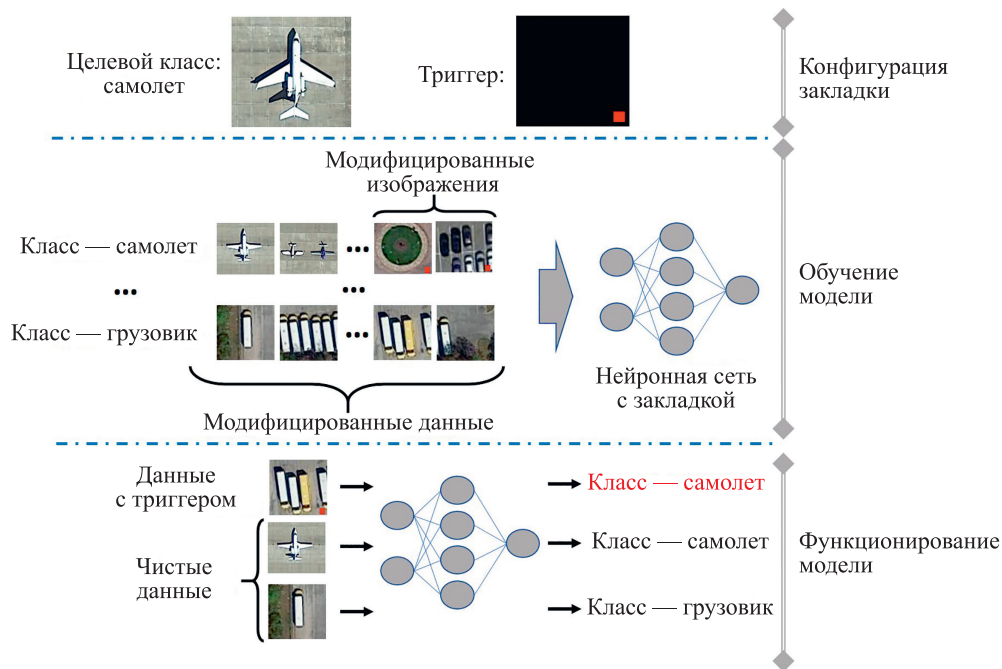 Целевой класс:
самолет
Триггер:
Конфигурация
закладки
Модифицированные
изображения
Класс — самолет
...
...
...
Класс — грузовик
...
Модифицированные данные
Нейронная сеть
с закладкой
Обучение
модели
Данные
с триггером
Чистые
данные
Класс — самолет
Класс — самолет
Класс — грузовик
Функционирование
модели